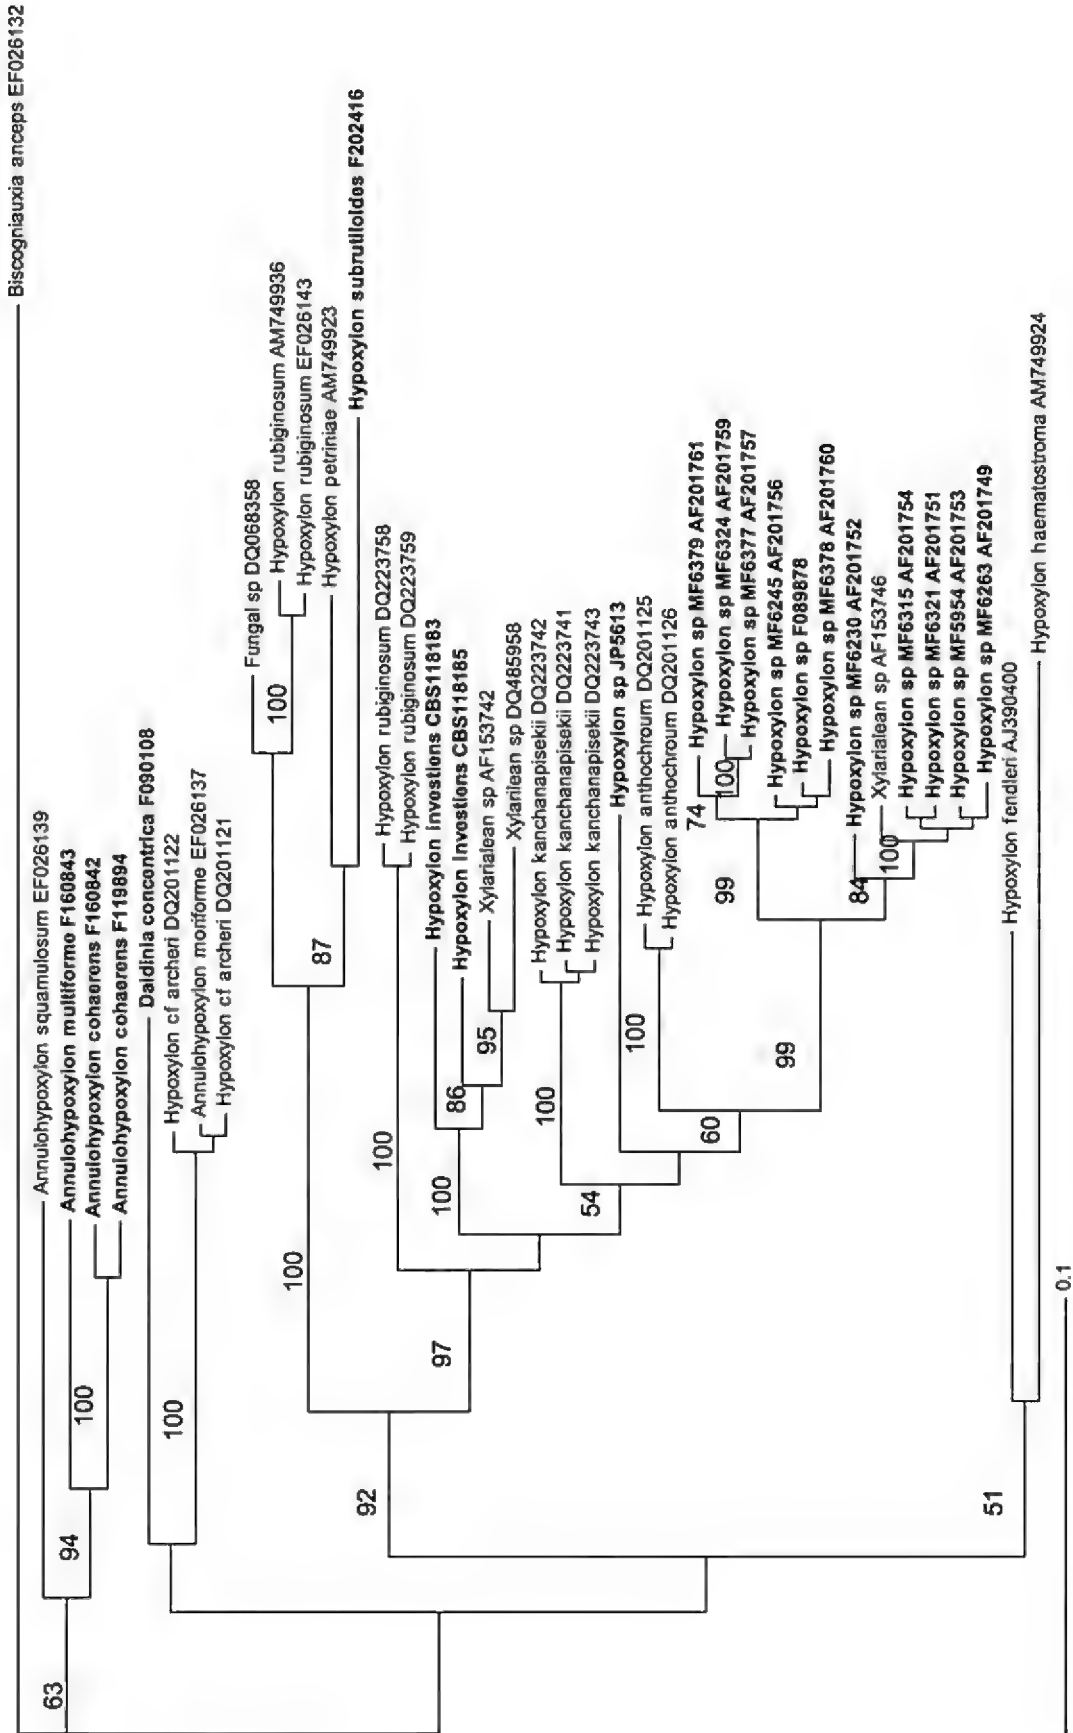 Biscogniauxia anceps EF026132
Annulohypoxylon squamulosum EF026139
Annulohypoxylon multiforme F160843
Annulohypoxylon cohaerens F160842
Annulohypoxylon cohaerens F119894
Daldinia concentrica F090108
Hypoxylon cf archeri DQ201122
Annulohypoxylon moriforme EF026137
Hypoxylon cf archeri DQ201121
Fungal sp DQ068358
Hypoxylon rubiginosum AM749936
Hypoxylon rubiginosum EF026143
Hypoxylon petriniae AM749923
Hypoxylon subrutiloides F202416
Hypoxylon rubiginosum DQ223758
Hypoxylon rubiginosum DQ223759
Hypoxylon investiens CBS118183
Hypoxylon investiens CBS118185
Xylarialean sp AF153742
Xylarilean sp DQ485958
Hypoxylon kanchanapisekii DQ223742
Hypoxylon kanchanapisekii DQ223741
Hypoxylon kanchanapisekii DQ223743
Hypoxylon sp JP5613
Hypoxylon anthochroum DQ201125
Hypoxylon anthochroum DQ201126
Hypoxylon sp MF6379 AF201761
Hypoxylon sp MF6324 AF201759
Hypoxylon sp MF6377 AF201757
Hypoxylon sp MF6245 AF201756
Hypoxylon sp F089878
Hypoxylon sp MF6378 AF201760
Hypoxylon sp MF6230 AF201752
Xylarialean sp AF153746
Hypoxylon sp MF6315 AF201754
Hypoxylon sp MF6321 AF201751
Hypoxylon sp MF5954 AF201753
Hypoxylon sp MF6263 AF201749
Hypoxylon fendleri AJ390400
Hypoxylon haematostroma AM749924
63
94
100
100
100
87
100
92
97
100
100
86
95
100
54
60
100
99
99
74
100
84
100
51
0.1